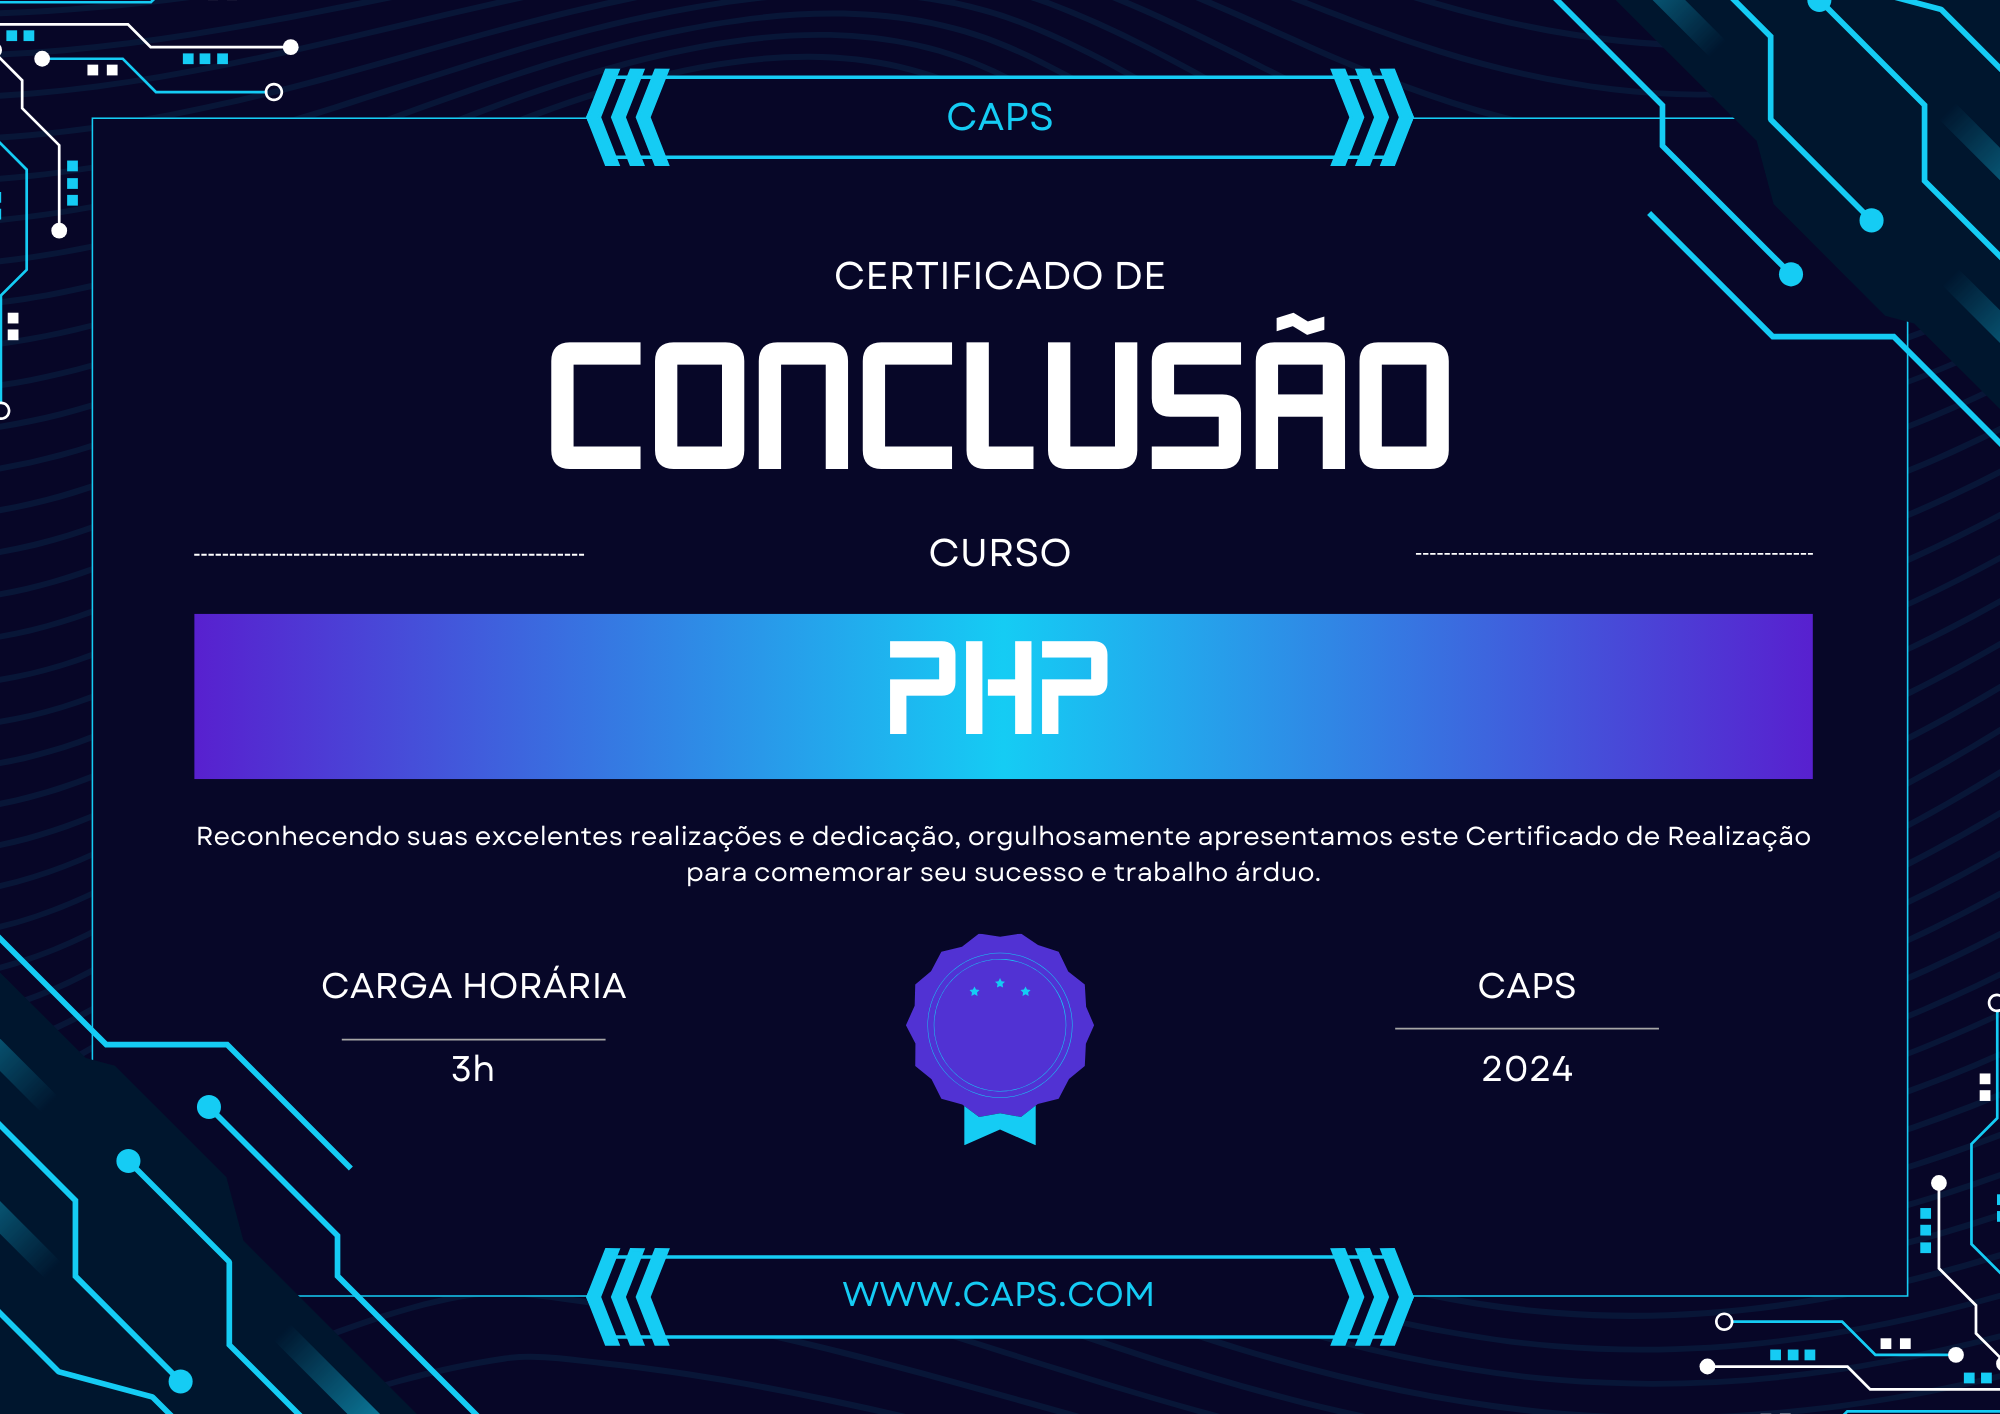 CAPS
CERTIFICADO DE
CONCLUSÃO
CURSO
PHP
Reconhecendo suas excelentes realizações e dedicação, orgulhosamente apresentamos este Certificado de Realização
para comemorar seu sucesso e trabalho árduo.
CARGA HORÁRIA
3h
CAPS
2024
WWW.CAPS.COM